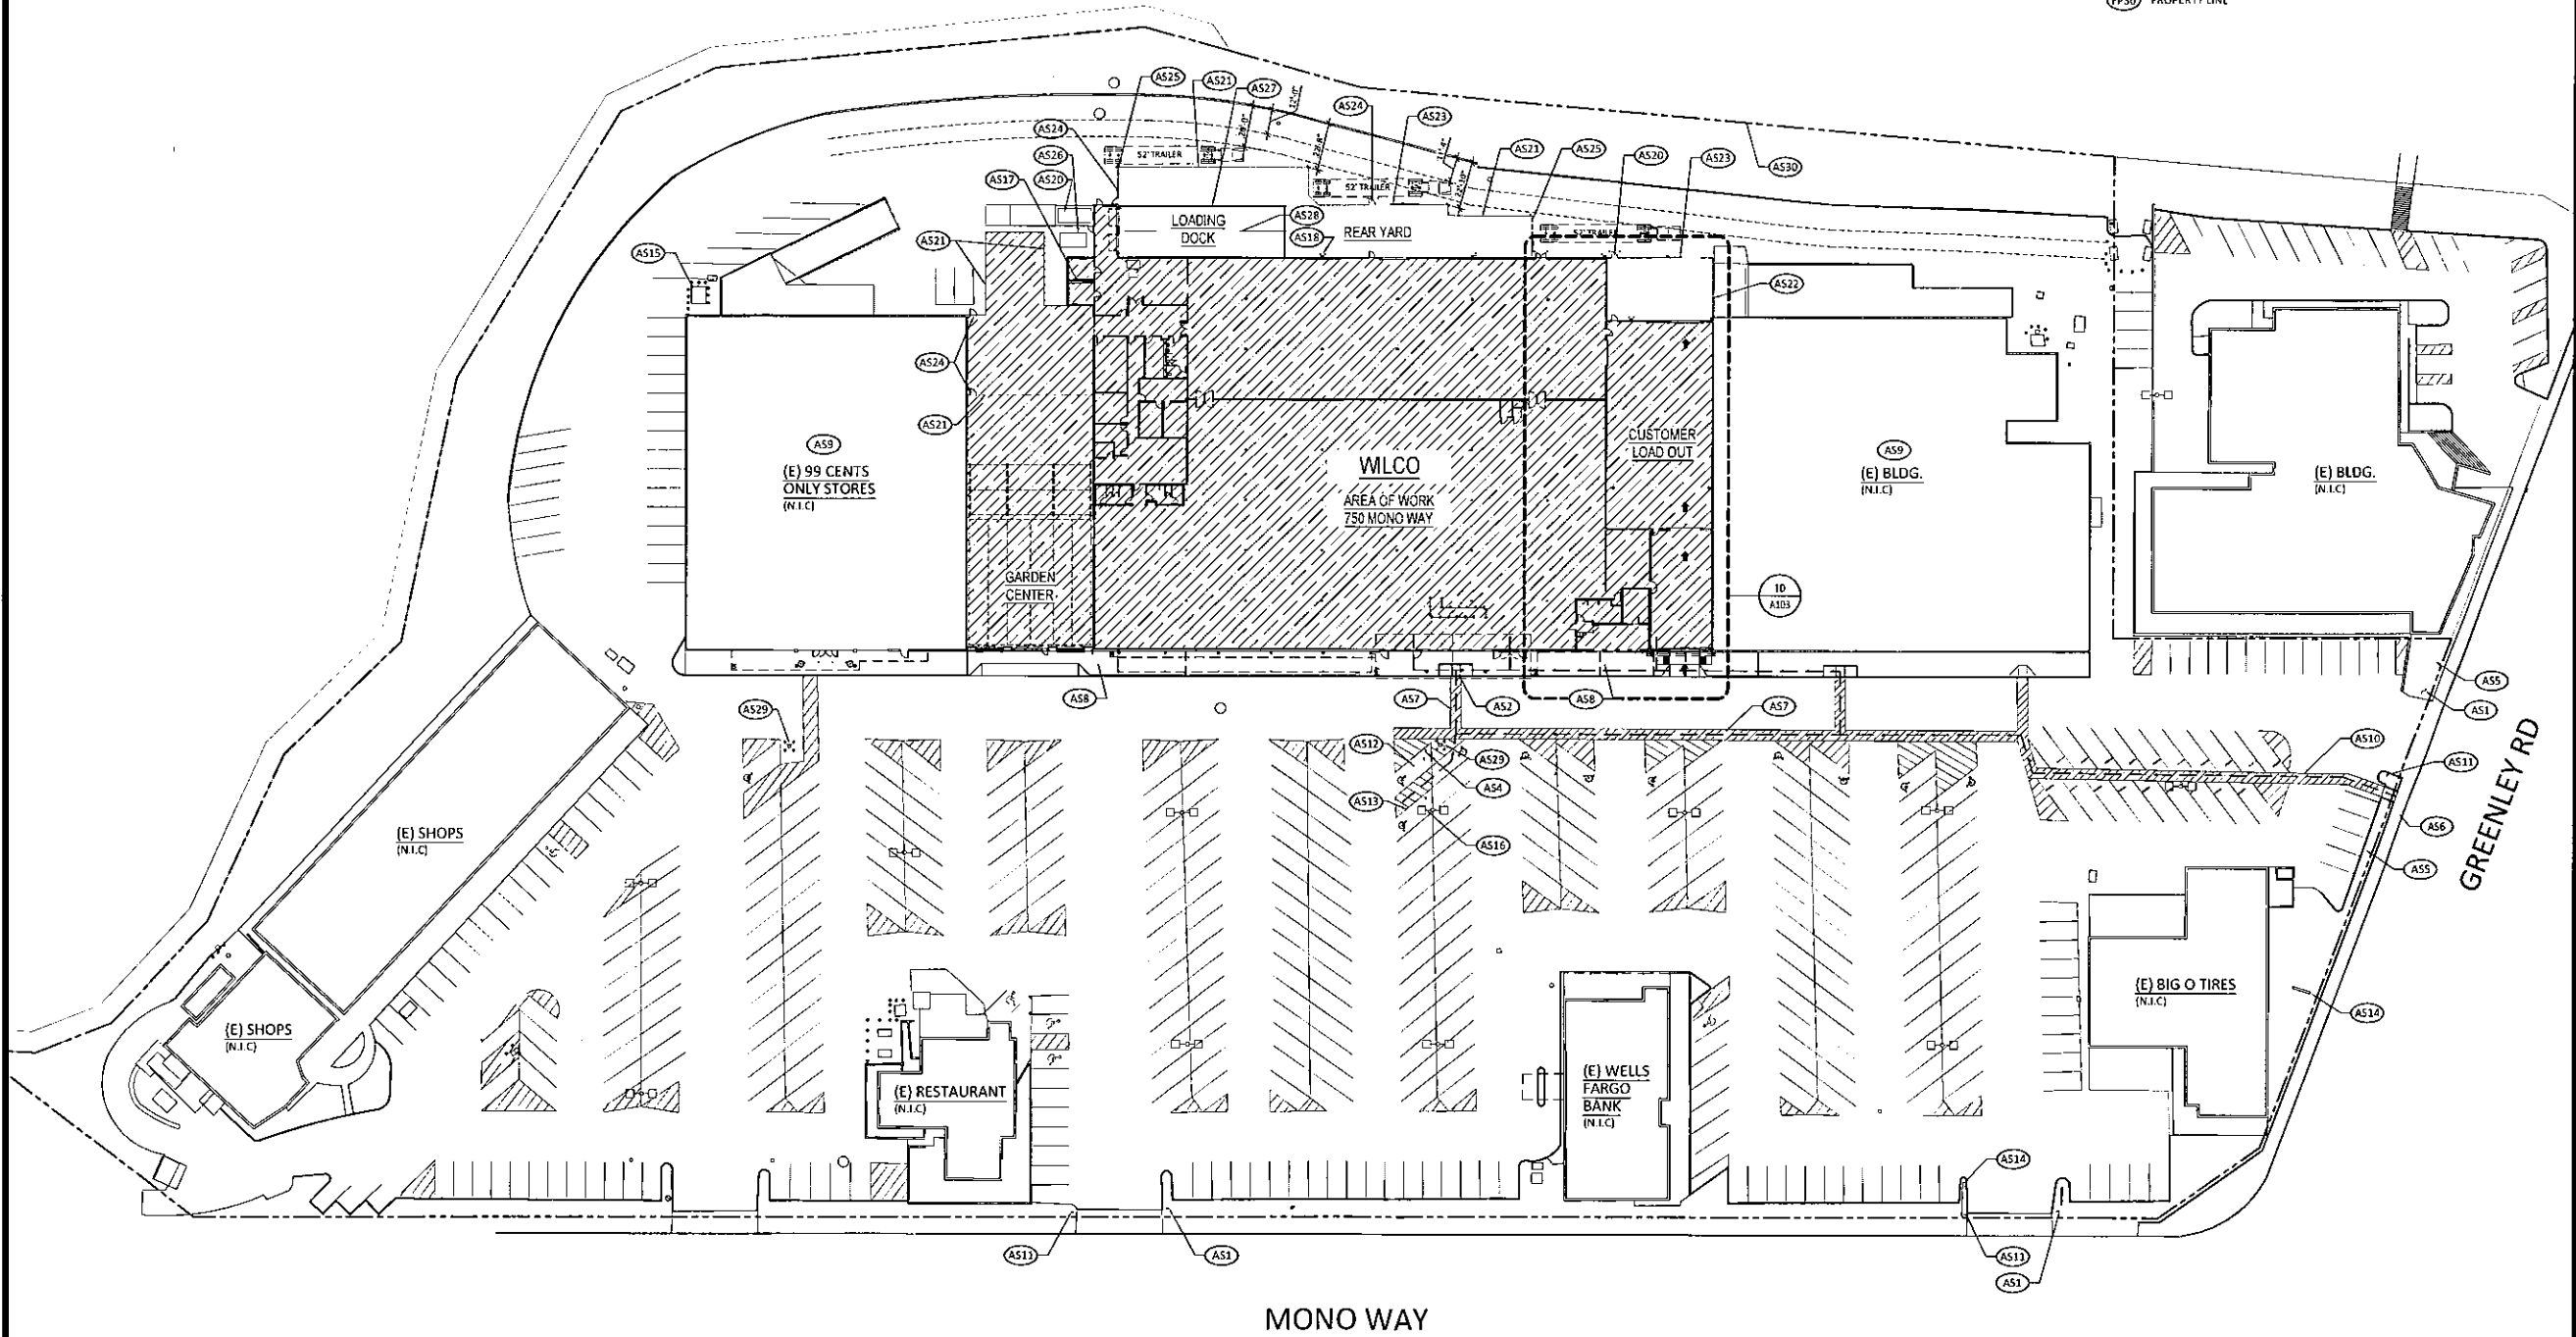 PROPERTY LINE
AS25
AS21
AS27
AS24
AS23
AS24
AS26
AS20
AS17
52' TRAILER
52' TRAILER
52' TRAILER
AS21
AS25
AS20
AS23
AS30
LOADING
DOCK
AS28
AS18
REAR YARD
AS21
AS15
AS22
AS24
AS21
AS9
(E) 99 CENTS
ONLY STORES
(N.I.C)
WILCO
AREA OF WORK
750 MONO WAY
CUSTOMER
LOAD OUT
AS9
(E) BLDG.
(N.I.C)
(E) BLDG.
(N.I.C)
GARDEN
CENTER
10
A103
AS8
AS7
AS2
AS8
AS7
AS5
AS1
AS29
AS12
AS29
AS4
AS13
AS16
AS10
AS11
AS6
AS5
GREENLEY RD
(E) SHOPS
(N.I.C)
(E) SHOPS
(N.I.C)
(E) RESTAURANT
(N.I.C)
(E) WELLS
FARGO
BANK
(N.I.C)
(E) BIG O TIRES
(N.I.C)
AS14
AS14
AS11
AS1
AS11
AS1
MONO WAY